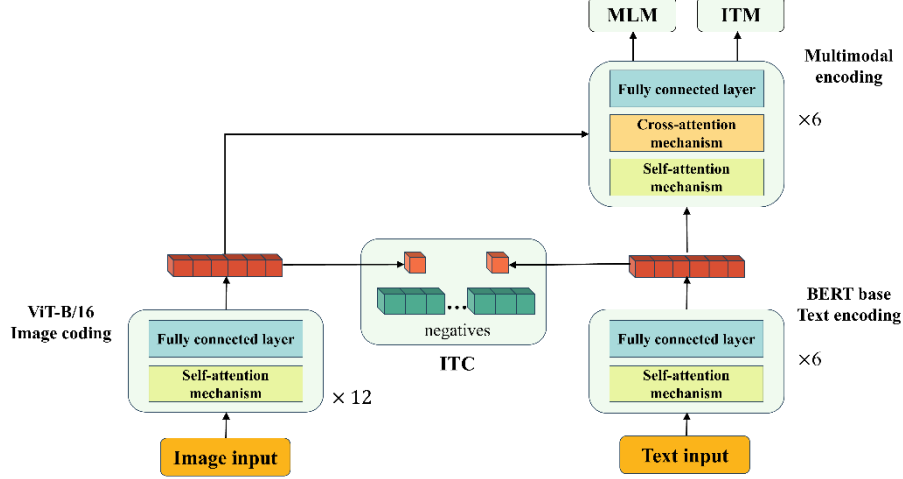 MLM
ITM
Multimodal
encoding
Fully connected layer
Cross-attention
mechanism
×6
Self-attention
mechanism
ViT-B/16
Image coding
negatives
ITC
BERT base
Text encoding
Fully connected layer
Self-attention
mechanism
× 12
Fully connected layer
Self-attention
mechanism
×6
Image input
Text input